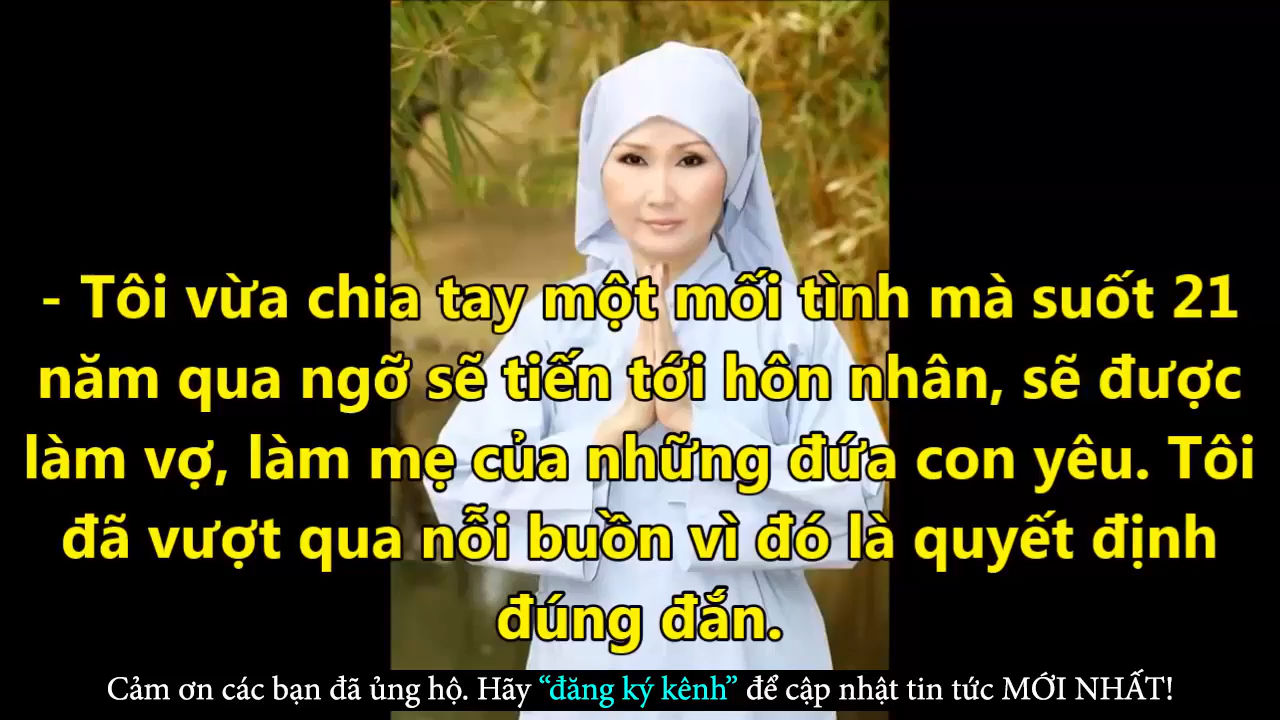 - Tôi vừa chia tay một mối tình mà suốt 21
năm qua ngỡ sẽ tiến tới hôn nhân, sẽ được
làm vợ, làm mẹ của những đứa con yêu. Tôi
đã vượt qua nỗi buồn vì đó là quyết định
đúng đắn.
Cảm ơn các bạn đã ủng hộ. Hãy “đăng ký kênh” để cập nhật tin tức MỚI NHẤT!